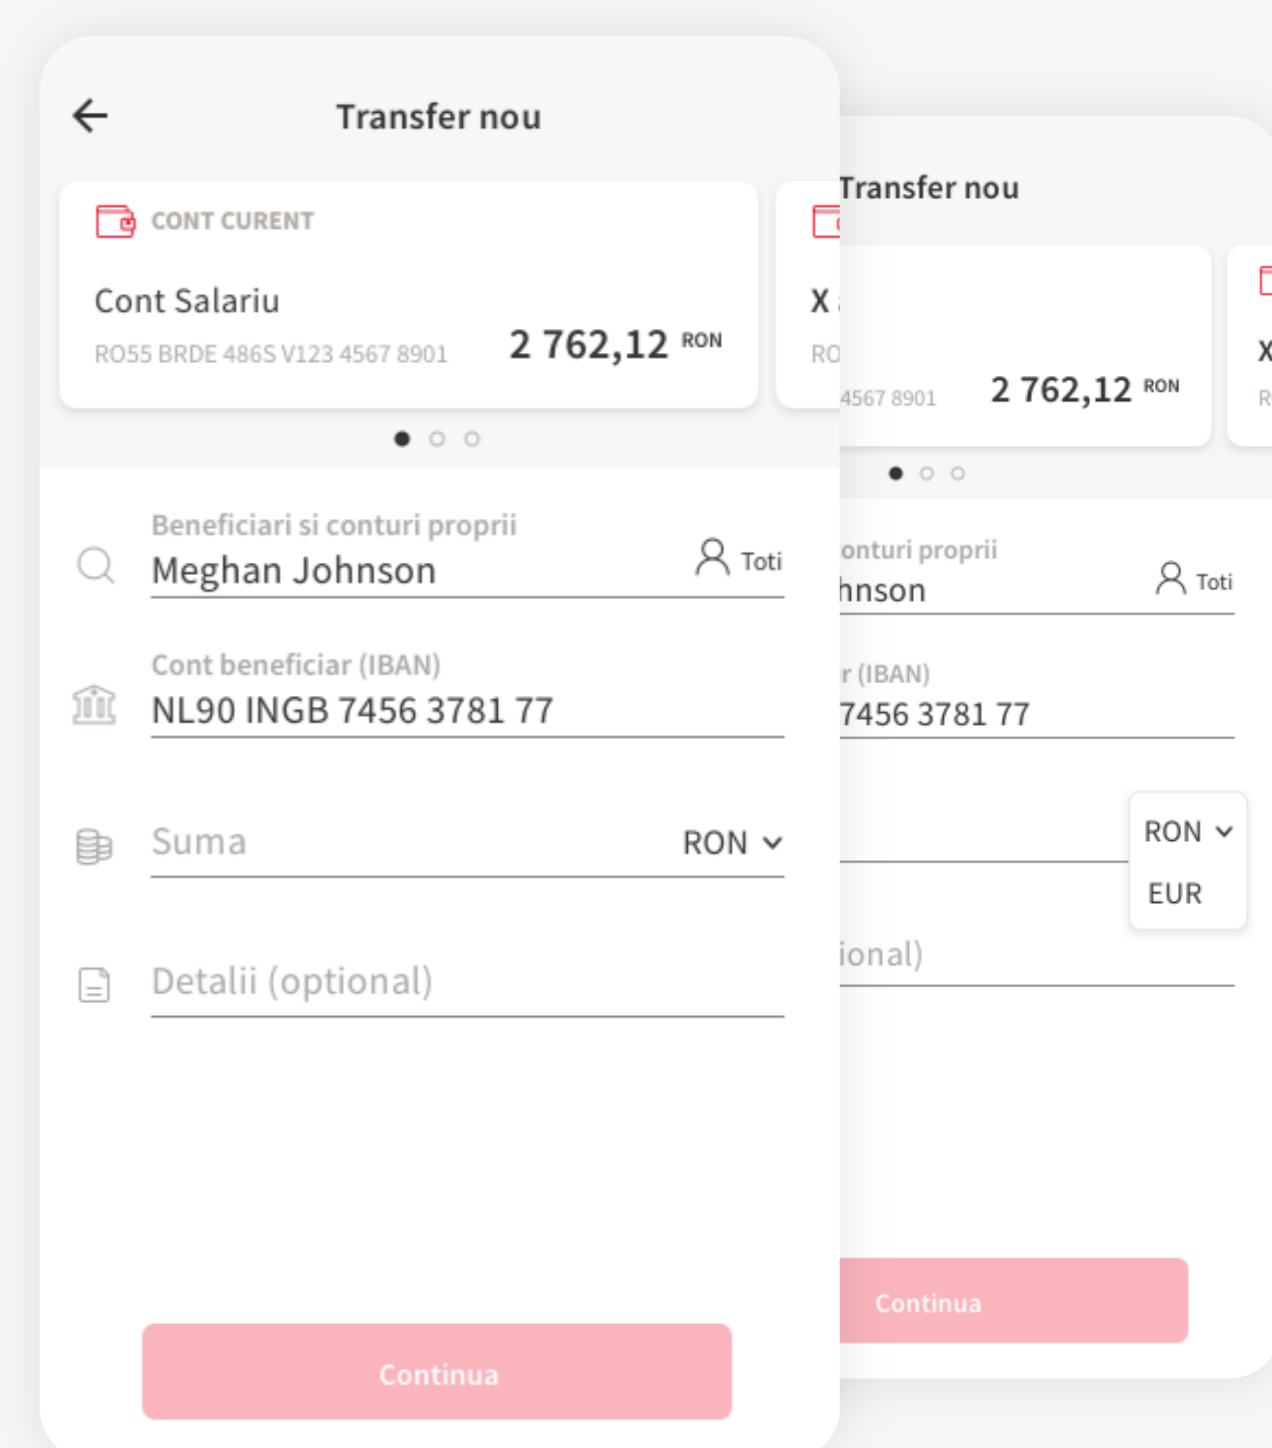 Transfer nou
CONT CURENT
Cont Salariu
RO55 BRDE 486S V123 4567 8901
2 762,12 RON
X
RO
Beneficiari si conturi proprii
Meghan Johnson
Toti
Cont beneficiar (IBAN)
NL90 INGB 7456 3781 77
Suma
RON
Detalii (optional)
Continua
Transfer nou
4567 8901
2 762,12 RON
X
R
onturi proprii
hnson
Toti
r (IBAN)
7456 3781 77
RON
EUR
ional)
Continua